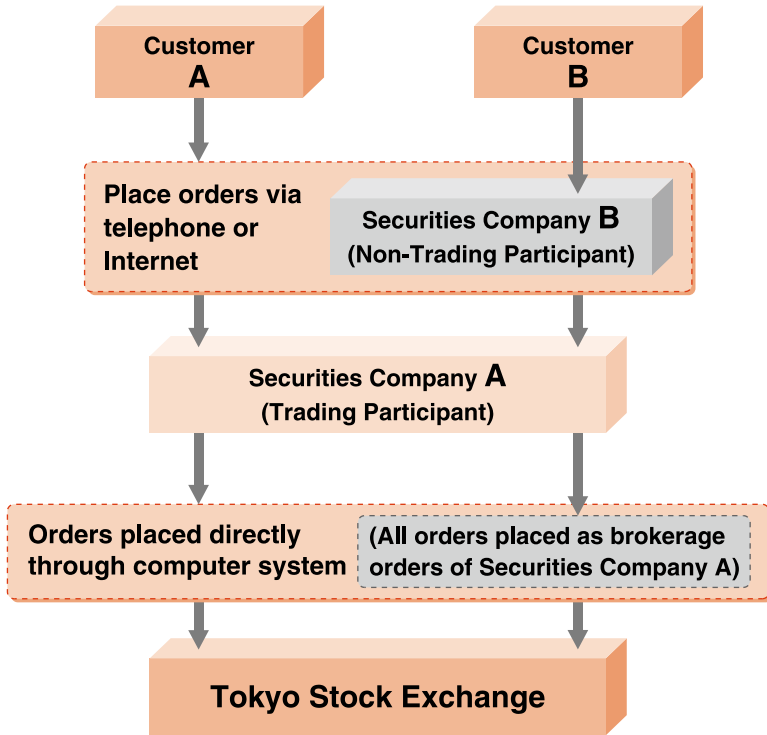 Customer
A
Customer
B
Place orders via
telephone or
Internet
Securities Company B
(Non-Trading Participant)
Securities Company A
(Trading Participant)
Orders placed directly
through computer system
(All orders placed as brokerage
orders of Securities Company A)
Tokyo Stock Exchange